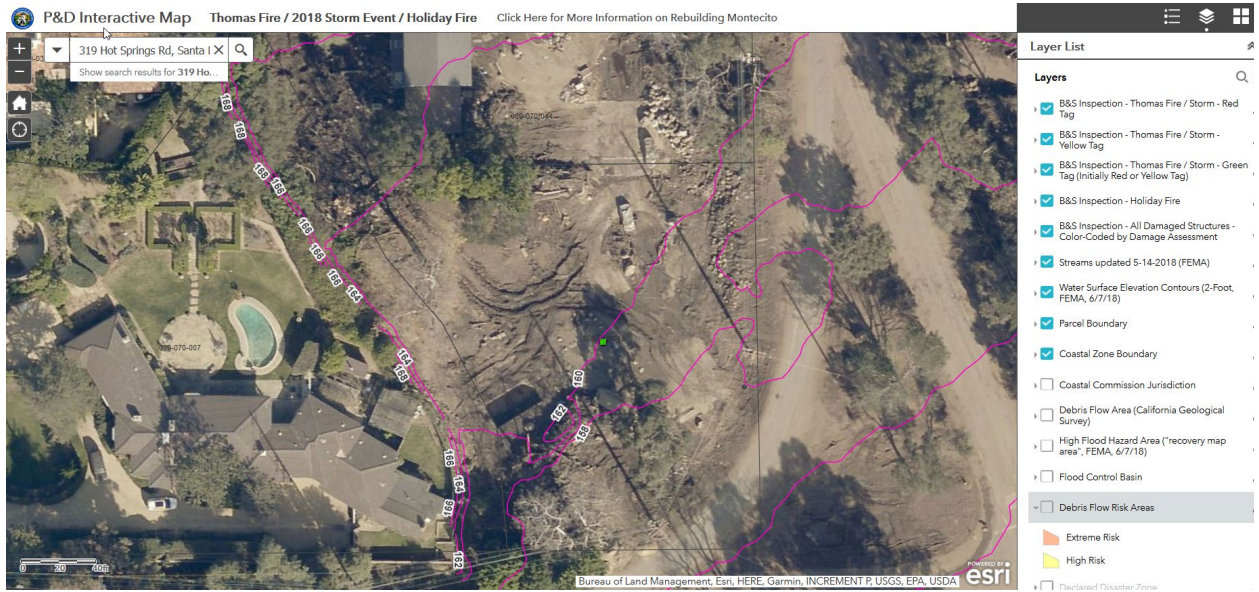 P&D Interactive Map
Thomas Fire / 2018 Storm Event / Holiday Fire
Click Here for More Information on Rebuilding Montecito
319 Hot Springs Rd, Santa
Show search results for 319 Ho...
Layer List
Layers
B&S Inspection - Thomas Fire / Storm - Red
Tag
B&S Inspection - Thomas Fire / Storm -
Yellow Tag
B&S Inspection - Thomas Fire / Storm - Green
Tag (Initially Red or Yellow Tag)
B&S Inspection - Holiday Fire
B&S Inspection - All Damaged Structures -
Color-Coded by Damage Assessment
Streams updated 5-14-2018 (FEMA)
Water Surface Elevation Contours (2-Foot,
FEMA, 6/7/18)
Parcel Boundary
Coastal Zone Boundary
Coastal Commission Jurisdiction
Debris Flow Area (California Geological
Survey)
High Flood Hazard Area ("recovery map
area", FEMA, 6/7/18)
Flood Control Basin
Debris Flow Risk Areas
Extreme Risk
High Risk
Declared Disaster Zone
168
168
168
166
166
166
166
164
164
168
166
164
166
162
160
162
158
009-070-044
009-070-007
0 20 40ft
Bureau of Land Management, Esri, HERE, Garmin, INCREMENT P, USGS, EPA, USDA
POWERED BY
esri